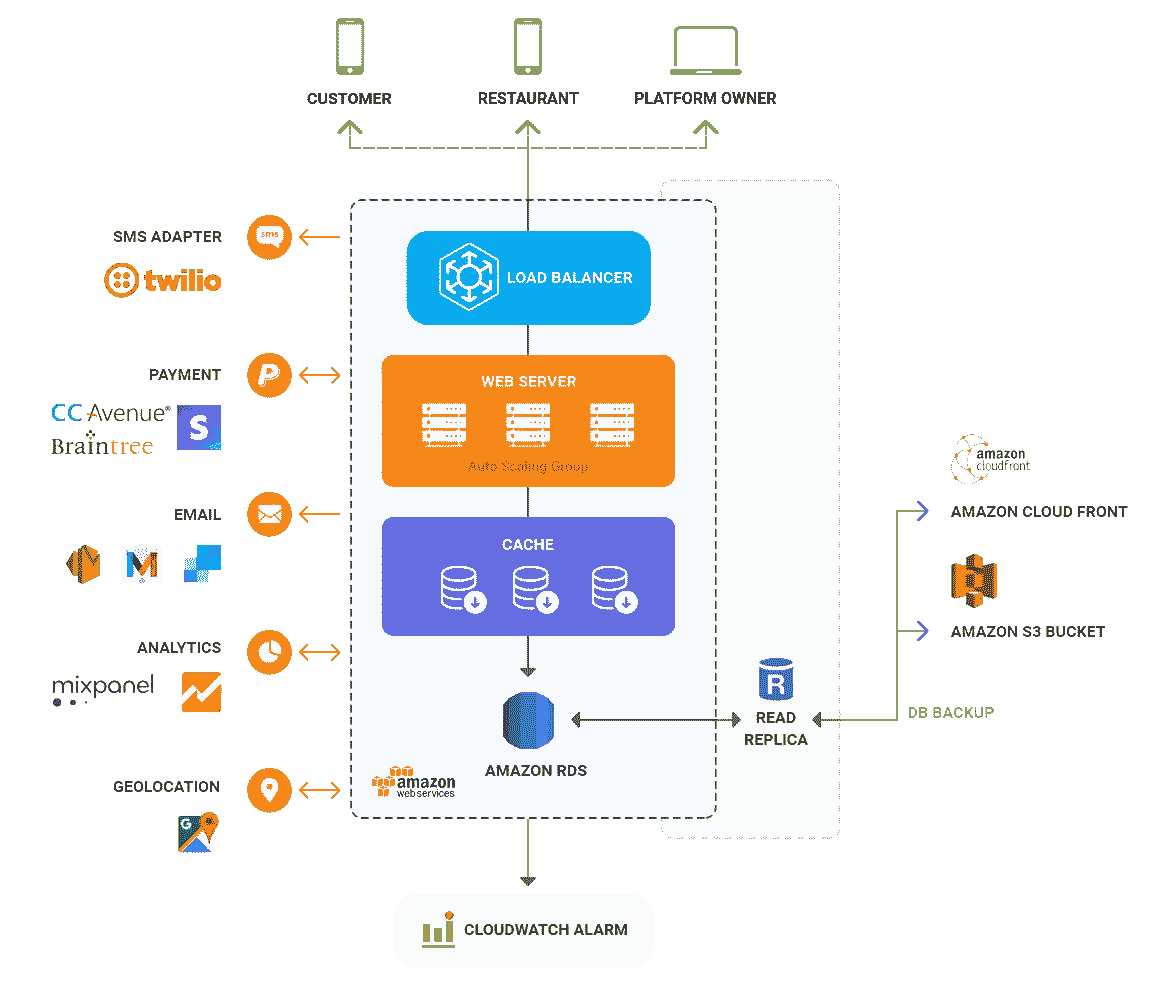 CUSTOMER
RESTAURANT
PLATFORM OWNER
SMS ADAPTER
sms
twilio
LOAD BALANCER
PAYMENT
P
CCAvenue®
S
Braintree
WEB SERVER
Auto Scaling Group
amazon
cloudfront
EMAIL
M
CACHE
AMAZON CLOUD FRONT
AMAZON S3 BUCKET
ANALYTICS
mixpanel
R
READ
REPLICA
DB BACKUP
AMAZON RDS
GEOLOCATION
G
amazon
web services
CLOUDWATCH ALARM